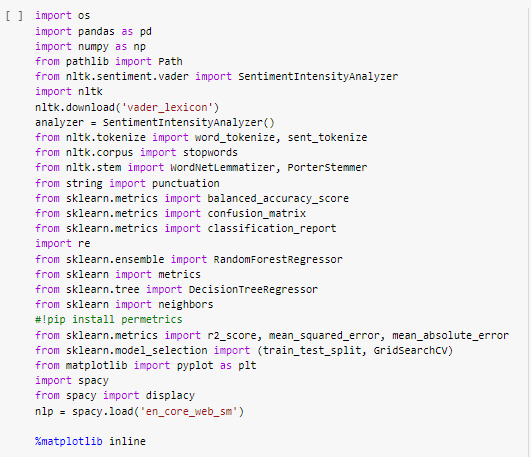 [ ] import os
import pandas as pd
import numpy as np
from pathlib import Path
from nltk.sentiment.vader import SentimentIntensityAnalyzer
import nltk
nltk.download('vader_lexicon')
analyzer = SentimentIntensityAnalyzer()
from nltk.tokenize import word_tokenize, sent_tokenize
from nltk.corpus import stopwords
from nltk.stem import WordNetLemmatizer, PorterStemmer
from string import punctuation
from sklearn.metrics import balanced_accuracy_score
from sklearn.metrics import confusion_matrix
from sklearn.metrics import classification_report
import re
from sklearn.ensemble import RandomForestRegressor
from sklearn import metrics
from sklearn.tree import DecisionTreeRegressor
from sklearn import neighbors
#!pip install permetrics
from sklearn.metrics import r2_score, mean_squared_error, mean_absolute_error
from sklearn.model_selection import (train_test_split, GridSearchCV)
from matplotlib import pyplot as plt
import spacy
from spacy import displacy
nlp = spacy.load('en_core_web_sm')
%matplotlib inline